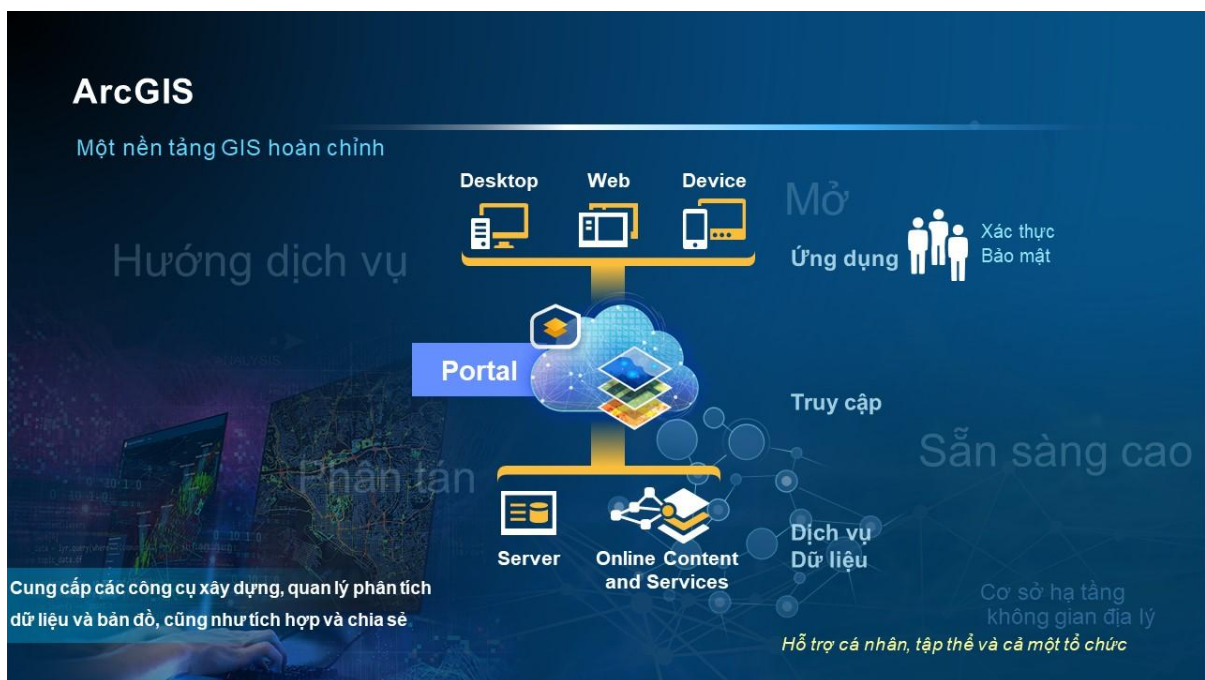 ArcGIS
Một nền tảng GIS hoàn chỉnh
Desktop Web Device
Mở
Hướng dịch vụ
Ứng dụng
Xác thực
Bảo mật
Portal
Truy cập
Sẵn sàng cao
Phân tán
Server
Online Content
and Services
Dịch vụ
Dữ liệu
Cung cấp các công cụ xây dựng, quản lý phân tích
dữ liệu và bản đồ, cũng như tích hợp và chia sẻ
Cơ sở hạ tầng
không gian địa lý
Hỗ trợ cá nhân, tập thể và cả một tổ chức